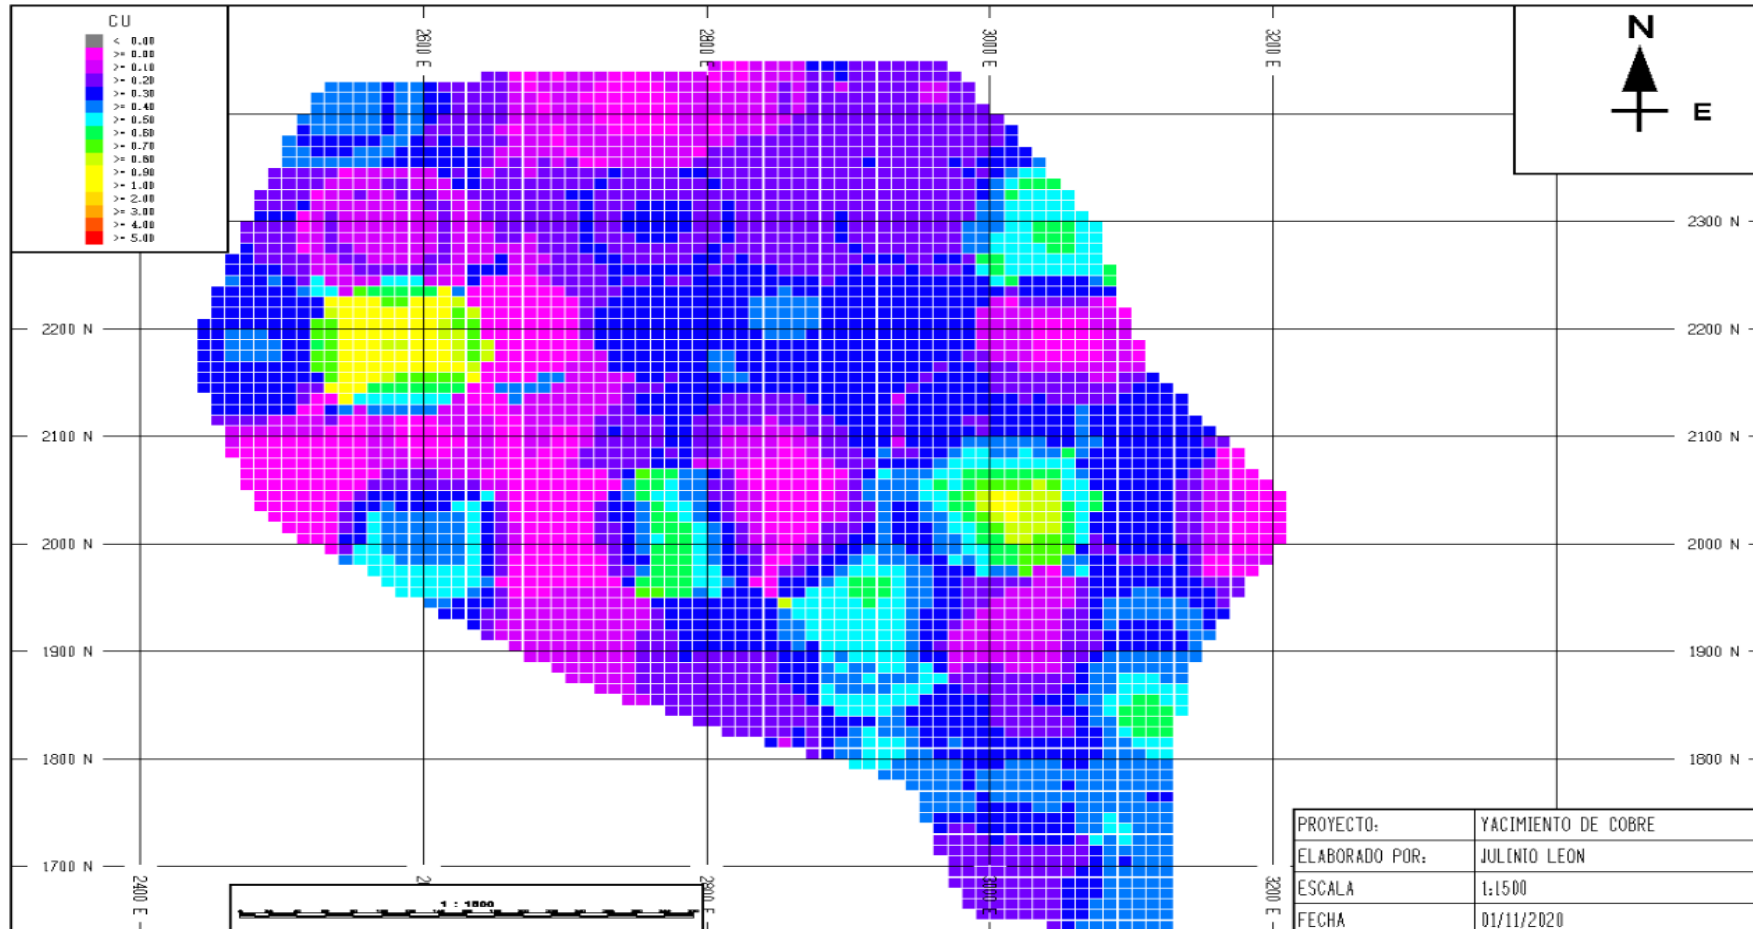 CU
< 0.00
>= 0.00
>= 0.10
>= 0.20
>= 0.30
>= 0.40
>= 0.50
>= 0.60
>= 0.70
>= 0.80
>= 0.90
>= 1.00
>= 2.00
>= 3.00
>= 4.00
>= 5.00
2600 E
2800 E
3000 E
3200 E
N
E
2300 N
2200 N
2200 N
2100 N
2100 N
2000 N
2000 N
1900 N
1900 N
1800 N
1800 N
1700 N
2400 E
2800 E
3000 E
3200 E
PROYECTO: YACIMIENTO DE COBRE
ELABORADO POR: JULINIO LEON
ESCALA 1:1500
FECHA 01/11/2020